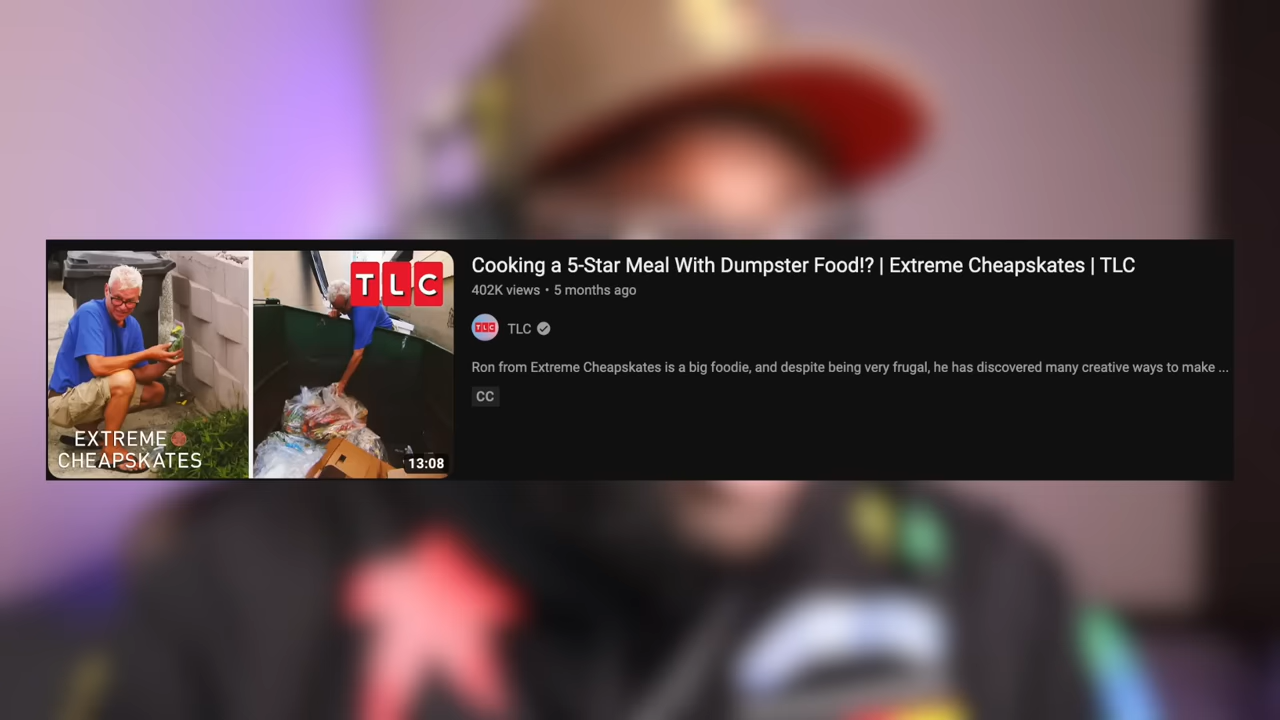 TLC
EXTREME
CHEAPSKATES
13:08
Cooking a 5-Star Meal With Dumpster Food!? | Extreme Cheapskates | TLC
402K views • 5 months ago
TLC
TLC
Ron from Extreme Cheapskates is a big foodie, and despite being very frugal, he has discovered many creative ways to make ...
CC